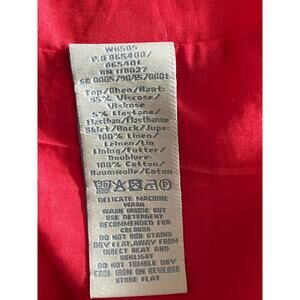 WK505
P.O 865400/
865401
RN 118027
SC 0005/9045/0001
Top/Oben/Haut:
95% Viscose/
Viskose
5% Elastane/
Elasthan/Elasthanne
Skirt/Rock/Jupe:
100% Linen/
Leinen/Lin
Lining/Futter/
Doublure:
100% Cotton/
Baumwolle/Coton
DELICATE MACHINE
WASH
WASH INSIDE OUT
USE DETERGENT
RECOMMENDED FOR
COLOURS
DO NOT RUB STAINS
DRY FLAT,AWAY FROM
DIRECT HEAT AND
SUNLIGHT
DO NOT TUMBLE DRY
COOL IRON ON REVERSE
STORE FLAT